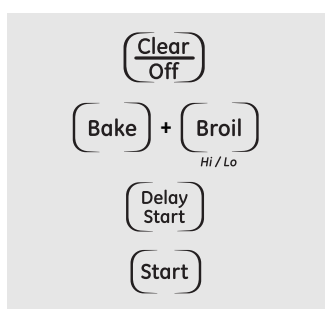 Clear
Off
Bake + Broil
Hi / Lo
Delay
Start
Start